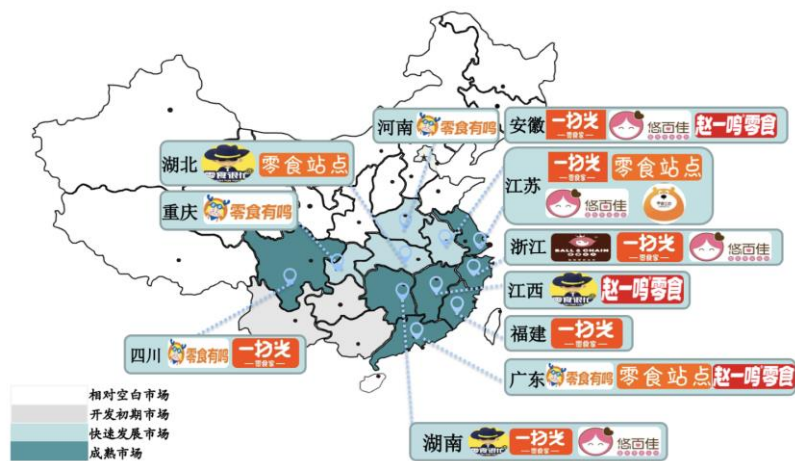 河南 零食有鸣
安徽 一扫光 零食家 悠百佳 赵一鸣零食
湖北 零食很忙 零食站点
江苏 一扫光 零食家 零食站点
悠百佳
重庆 零食有鸣
浙江 BALL & CHAIN 一扫光 零食家 悠百佳
江西 零食很忙 赵一鸣零食
福建 一扫光 零食家
四川 零食有鸣 一扫光 零食家
广东 零食有鸣 零食站点 赵一鸣零食
湖南 零食很忙 一扫光 零食家 悠百佳
相对空白市场
开发初期市场
快速发展市场
成熟市场